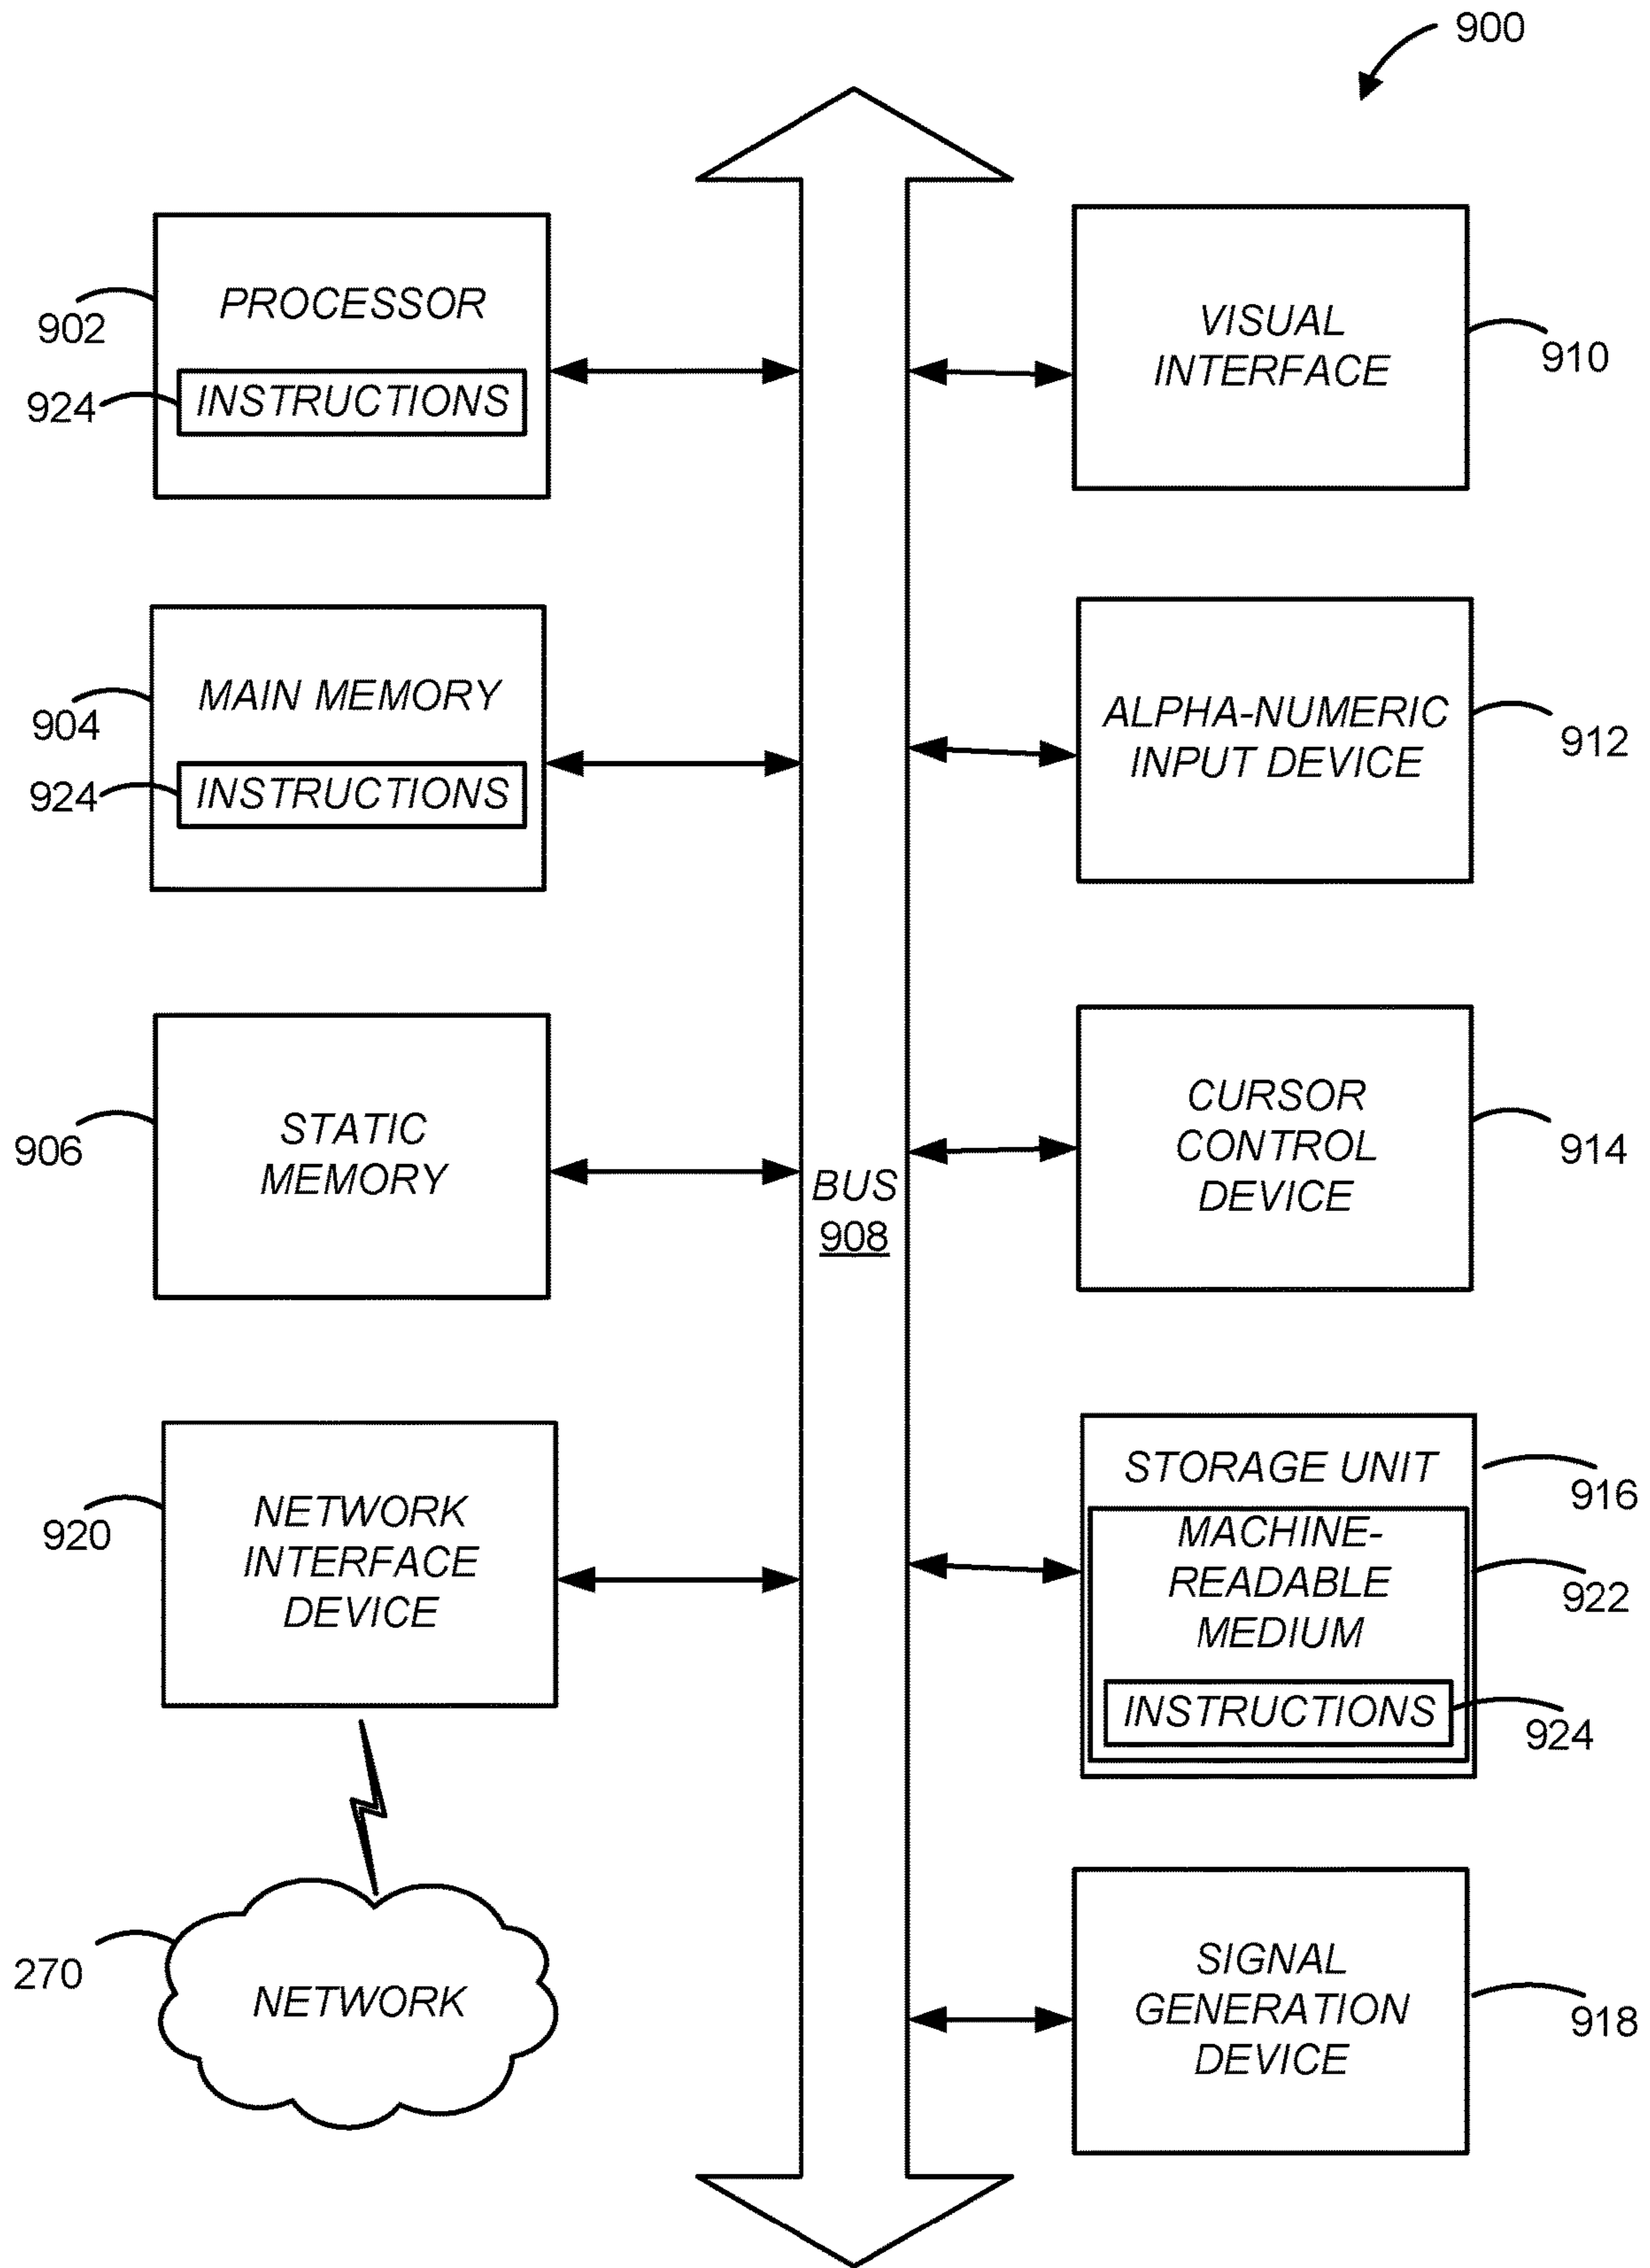 900
PROCESSOR
902
INSTRUCTIONS
924
VISUAL
INTERFACE
910
MAIN MEMORY
904
INSTRUCTIONS
924
ALPHA-NUMERIC
INPUT DEVICE
912
STATIC
MEMORY
906
BUS
908
CURSOR
CONTROL
DEVICE
914
NETWORK
INTERFACE
DEVICE
920
STORAGE UNIT
916
MACHINE-
READABLE
MEDIUM
922
INSTRUCTIONS
924
NETWORK
270
SIGNAL
GENERATION
DEVICE
918